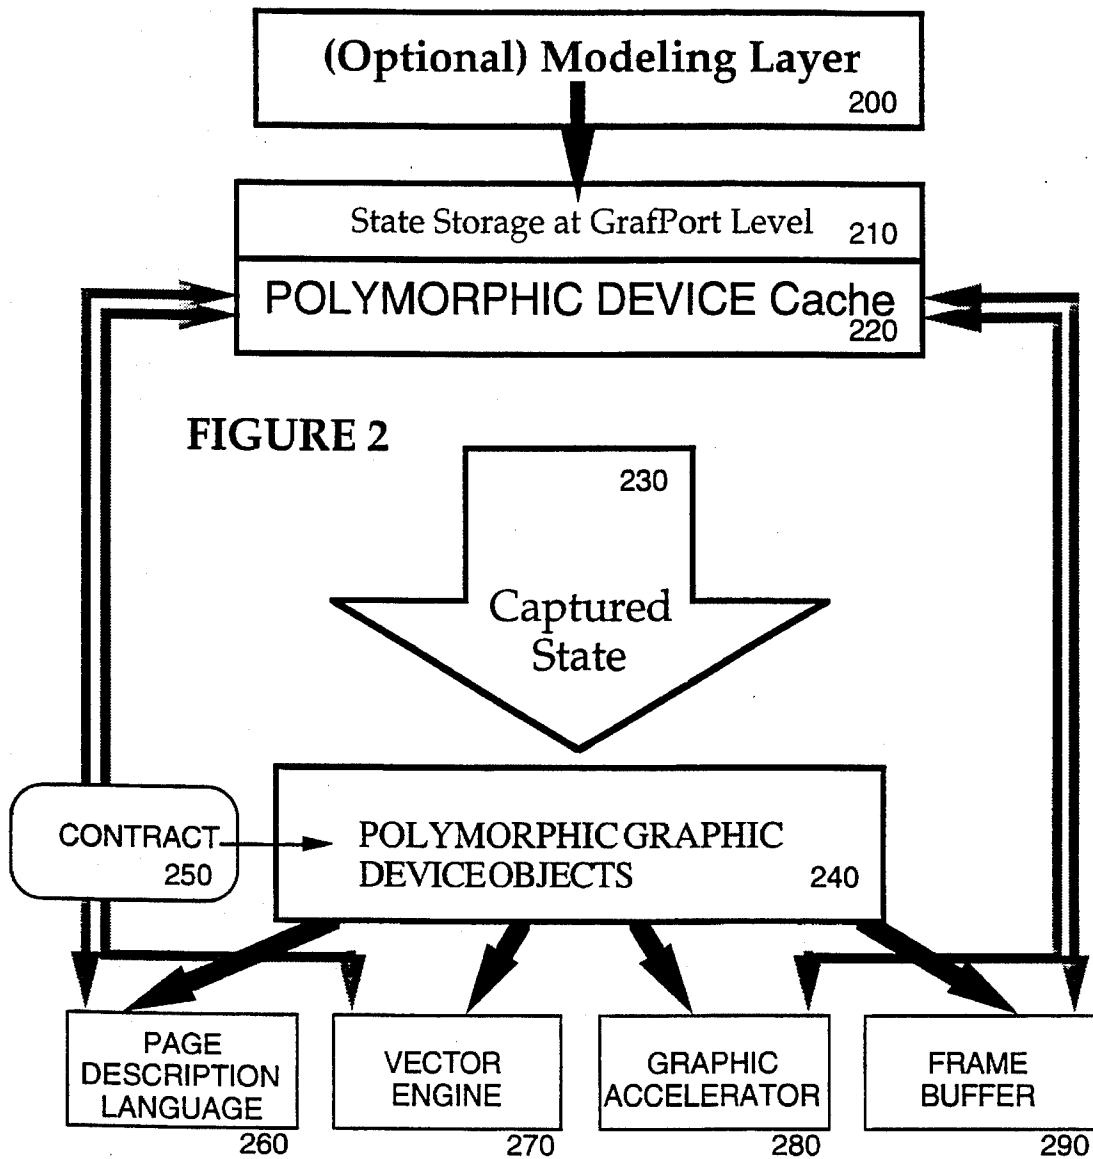 (Optional) Modeling Layer
200
State Storage at GrafPort Level
210
POLYMORPHIC DEVICE Cache
220
FIGURE 2
230
Captured
State
CONTRACT
250
POLYMORPHIC GRAPHIC
DEVICE OBJECTS
240
PAGE
DESCRIPTION
LANGUAGE
260
VECTOR
ENGINE
270
GRAPHIC
ACCELERATOR
280
FRAME
BUFFER
290